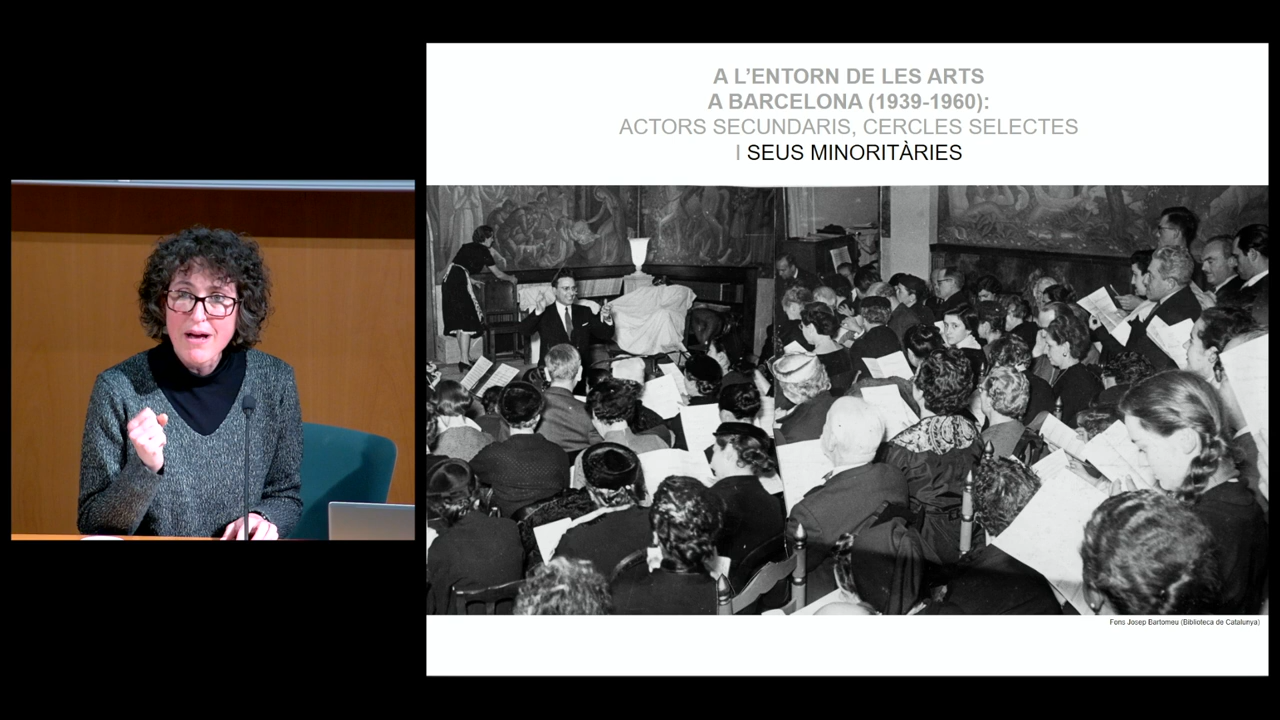 A L'ENTORN DE LES ARTS
A BARCELONA (1939-1960):
ACTORS SECUNDARIS, CERCLES SELECTES
I SEUS MINORITÀRIES
Fons Josep Bartomeu (Biblioteca de Catalunya)